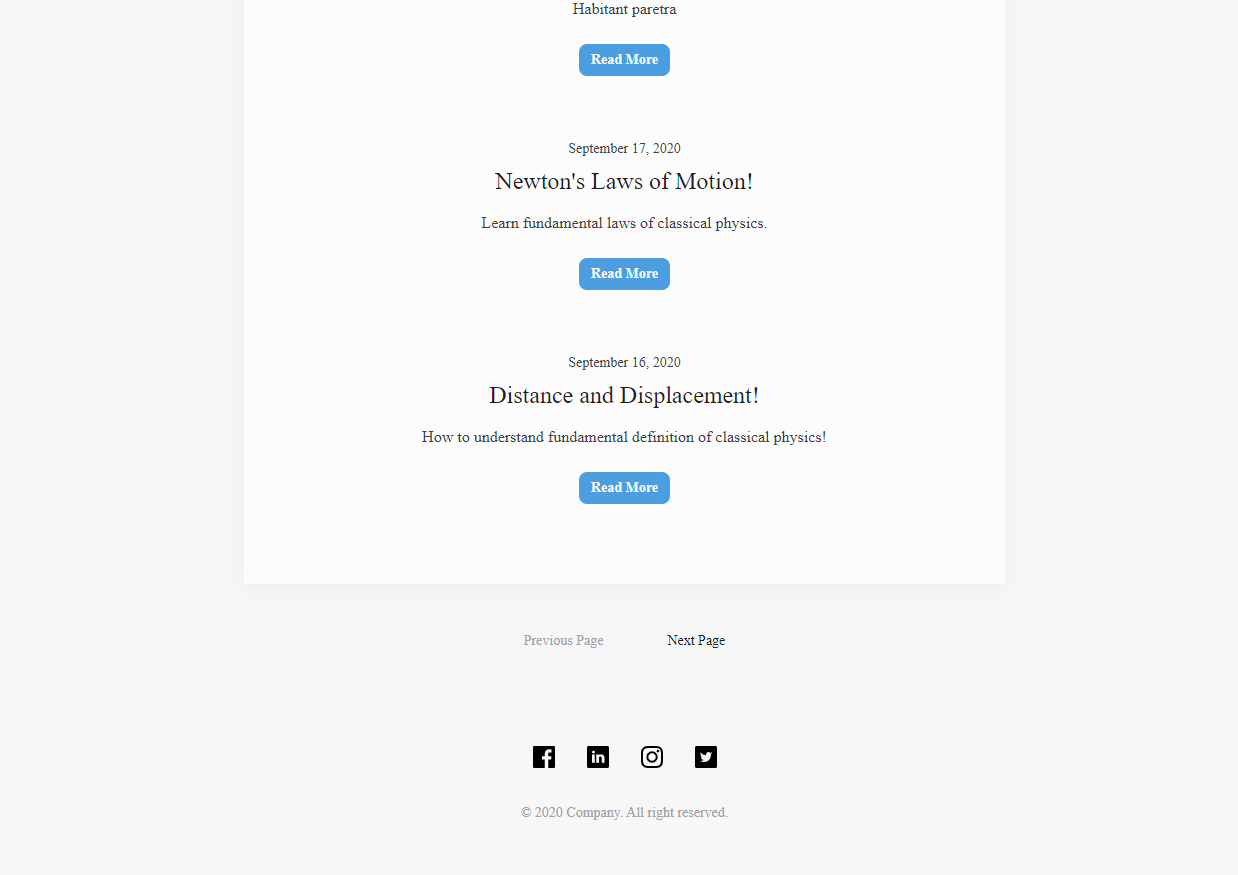 Habitant paretra
Read More
September 17, 2020
Newton's Laws of Motion!
Learn fundamental laws of classical physics.
Read More
September 16, 2020
Distance and Displacement!
How to understand fundamental definition of classical physics!
Read More
Previous Page Next Page
© 2020 Company. All right reserved.